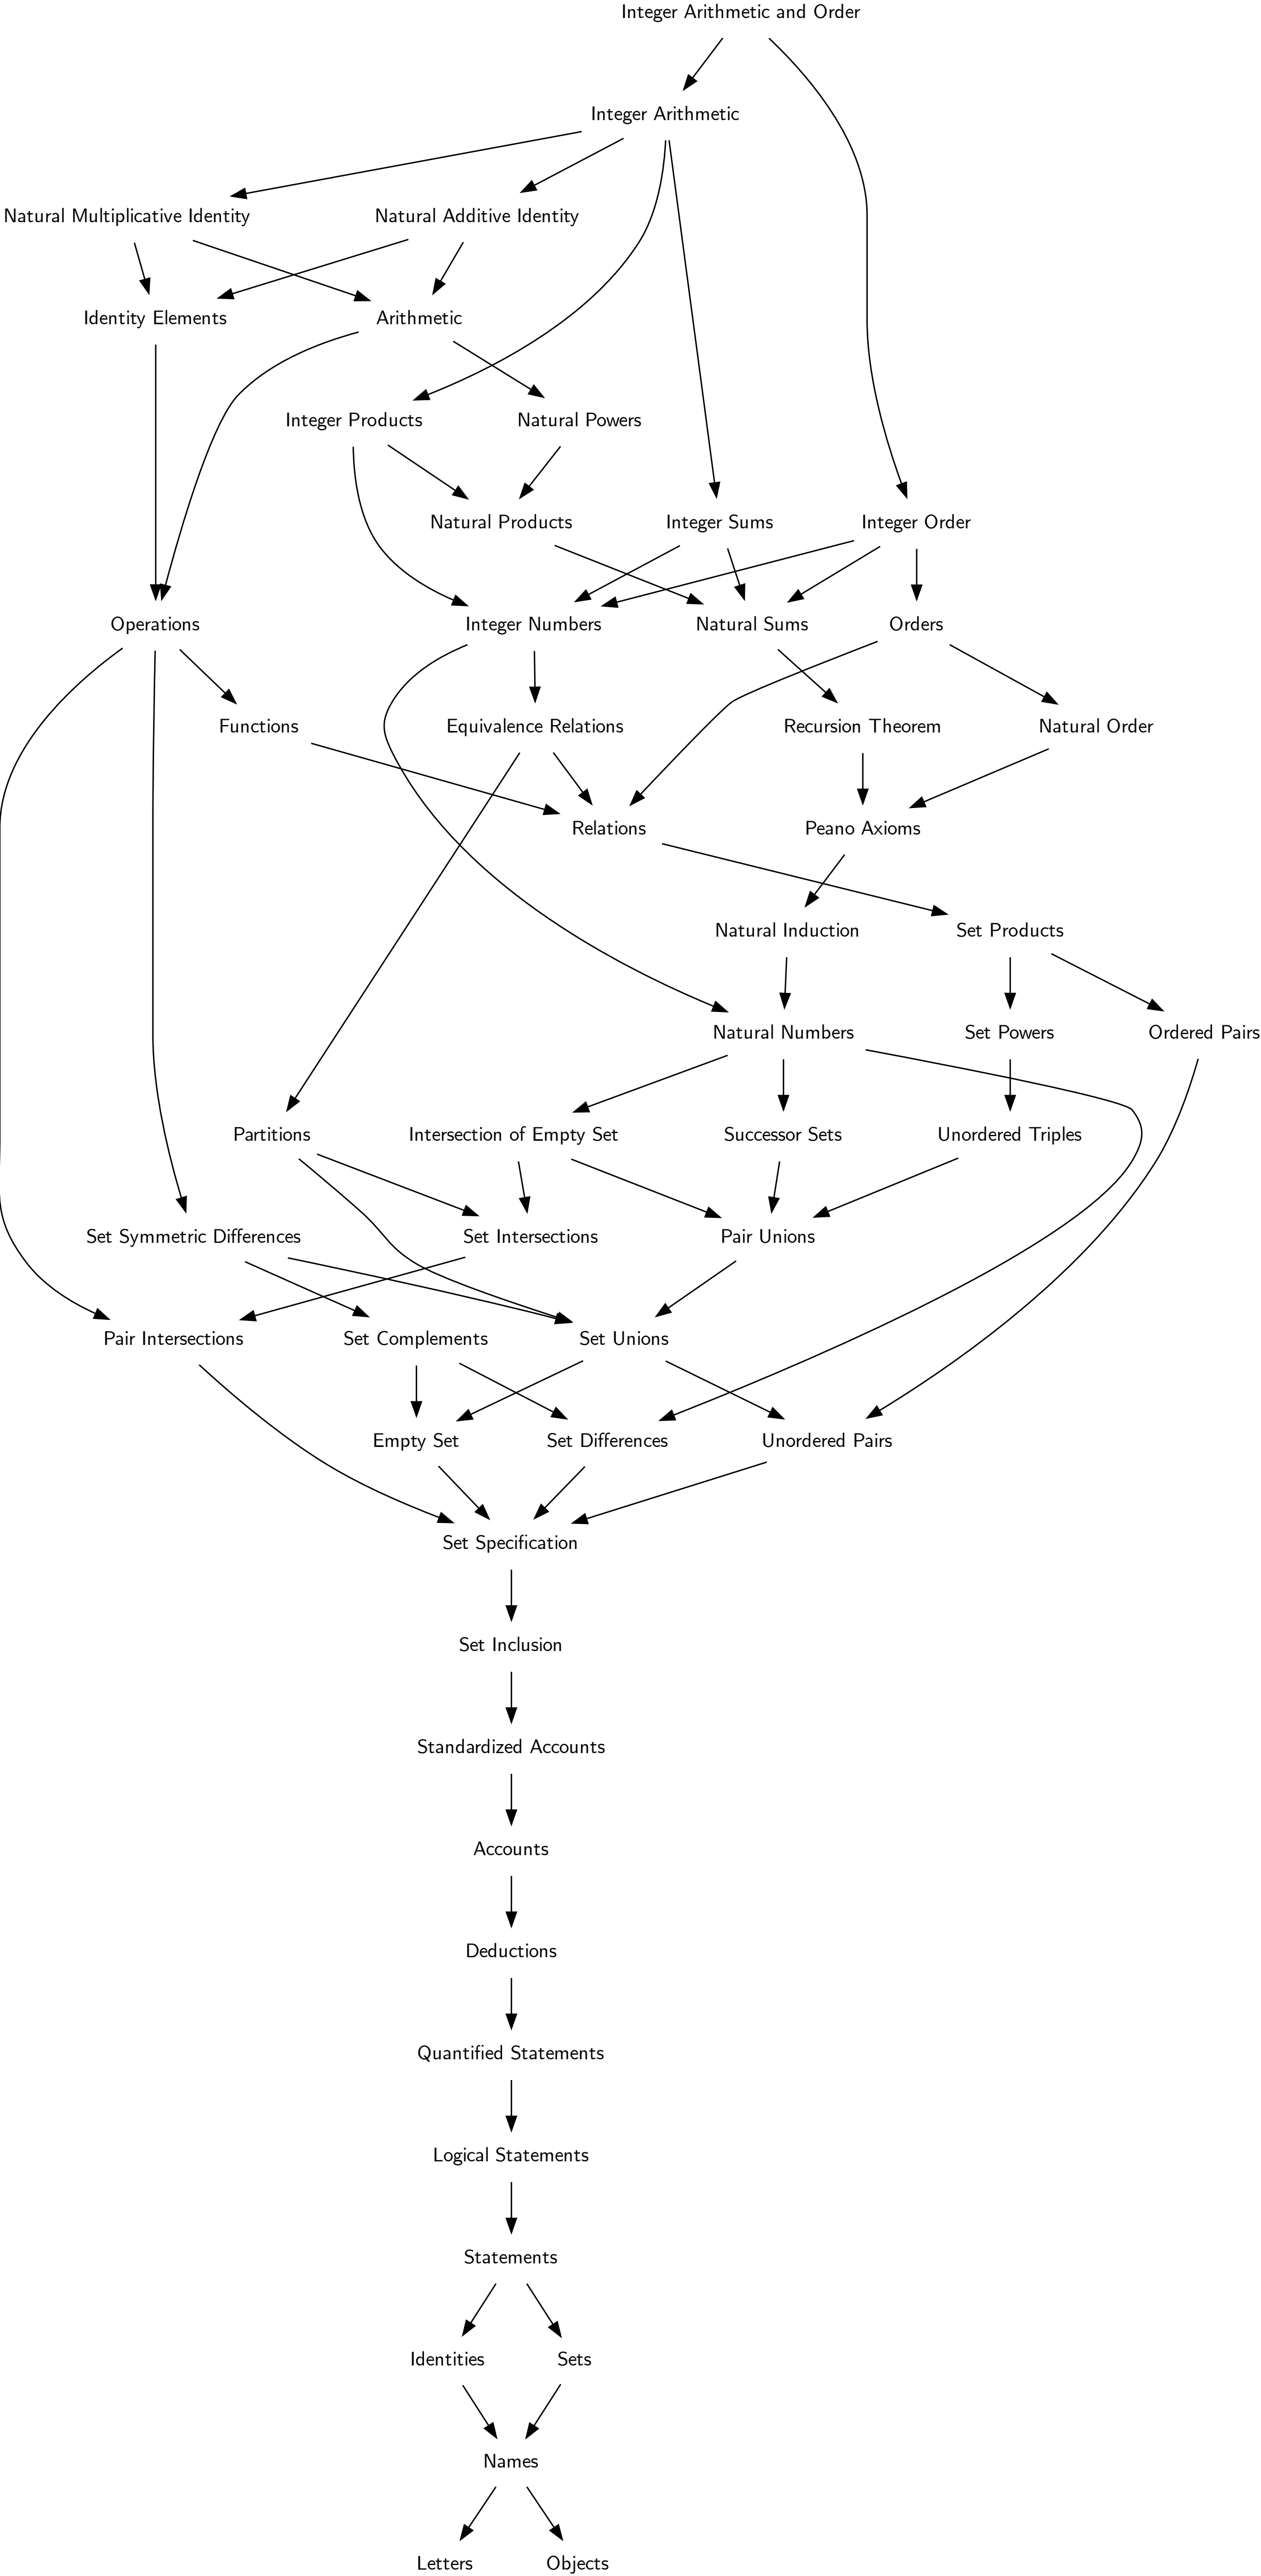 Integer Arithmetic and Order
Integer Arithmetic
Natural Multiplicative Identity
Natural Additive Identity
Identity Elements
Arithmetic
Integer Products
Natural Powers
Natural Products
Integer Sums
Integer Order
Operations
Integer Numbers
Natural Sums
Orders
Functions
Equivalence Relations
Recursion Theorem
Natural Order
Relations
Peano Axioms
Natural Induction
Set Products
Natural Numbers
Set Powers
Ordered Pairs
Partitions
Intersection of Empty Set
Successor Sets
Unordered Triples
Set Symmetric Differences
Set Intersections
Pair Unions
Pair Intersections
Set Complements
Set Unions
Empty Set
Set Differences
Unordered Pairs
Set Specification
Set Inclusion
Standardized Accounts
Accounts
Deductions
Quantified Statements
Logical Statements
Statements
Identities
Sets
Names
Letters
Objects